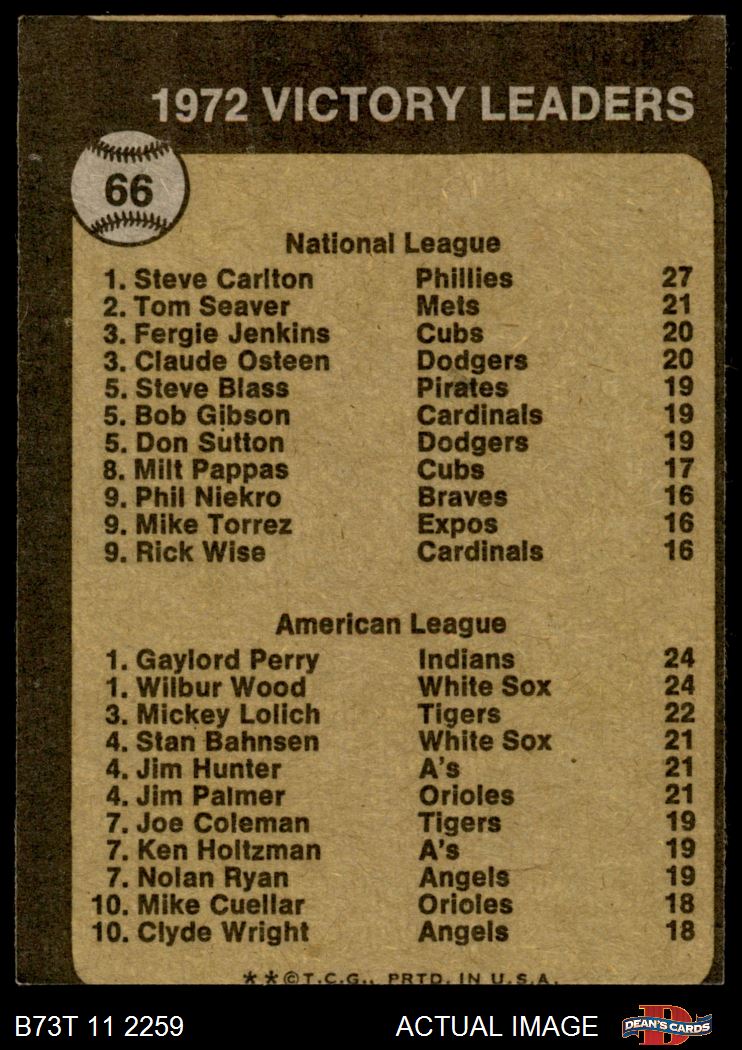 1972 VICTORY LEADERS
66
National League
1. Steve Carlton Phillies 27
2. Tom Seaver Mets 21
3. Fergie Jenkins Cubs 20
3. Claude Osteen Dodgers 20
5. Steve Blass Pirates 19
5. Bob Gibson Cardinals 19
5. Don Sutton Dodgers 19
8. Milt Pappas Cubs 17
9. Phil Niekro Braves 16
9. Mike Torrez Expos 16
9. Rick Wise Cardinals 16
American League
1. Gaylord Perry Indians 24
1. Wilbur Wood White Sox 24
3. Mickey Lolich Tigers 22
4. Stan Bahnsen White Sox 21
4. Jim Hunter A's 21
4. Jim Palmer Orioles 21
7. Joe Coleman Tigers 19
7. Ken Holtzman A's 19
7. Nolan Ryan Angels 19
10. Mike Cuellar Orioles 18
10. Clyde Wright Angels 18
**©T.C.G., PRTD. IN U.S.A.
B73T 11 2259 ACTUAL IMAGE DEAN'S CARDS